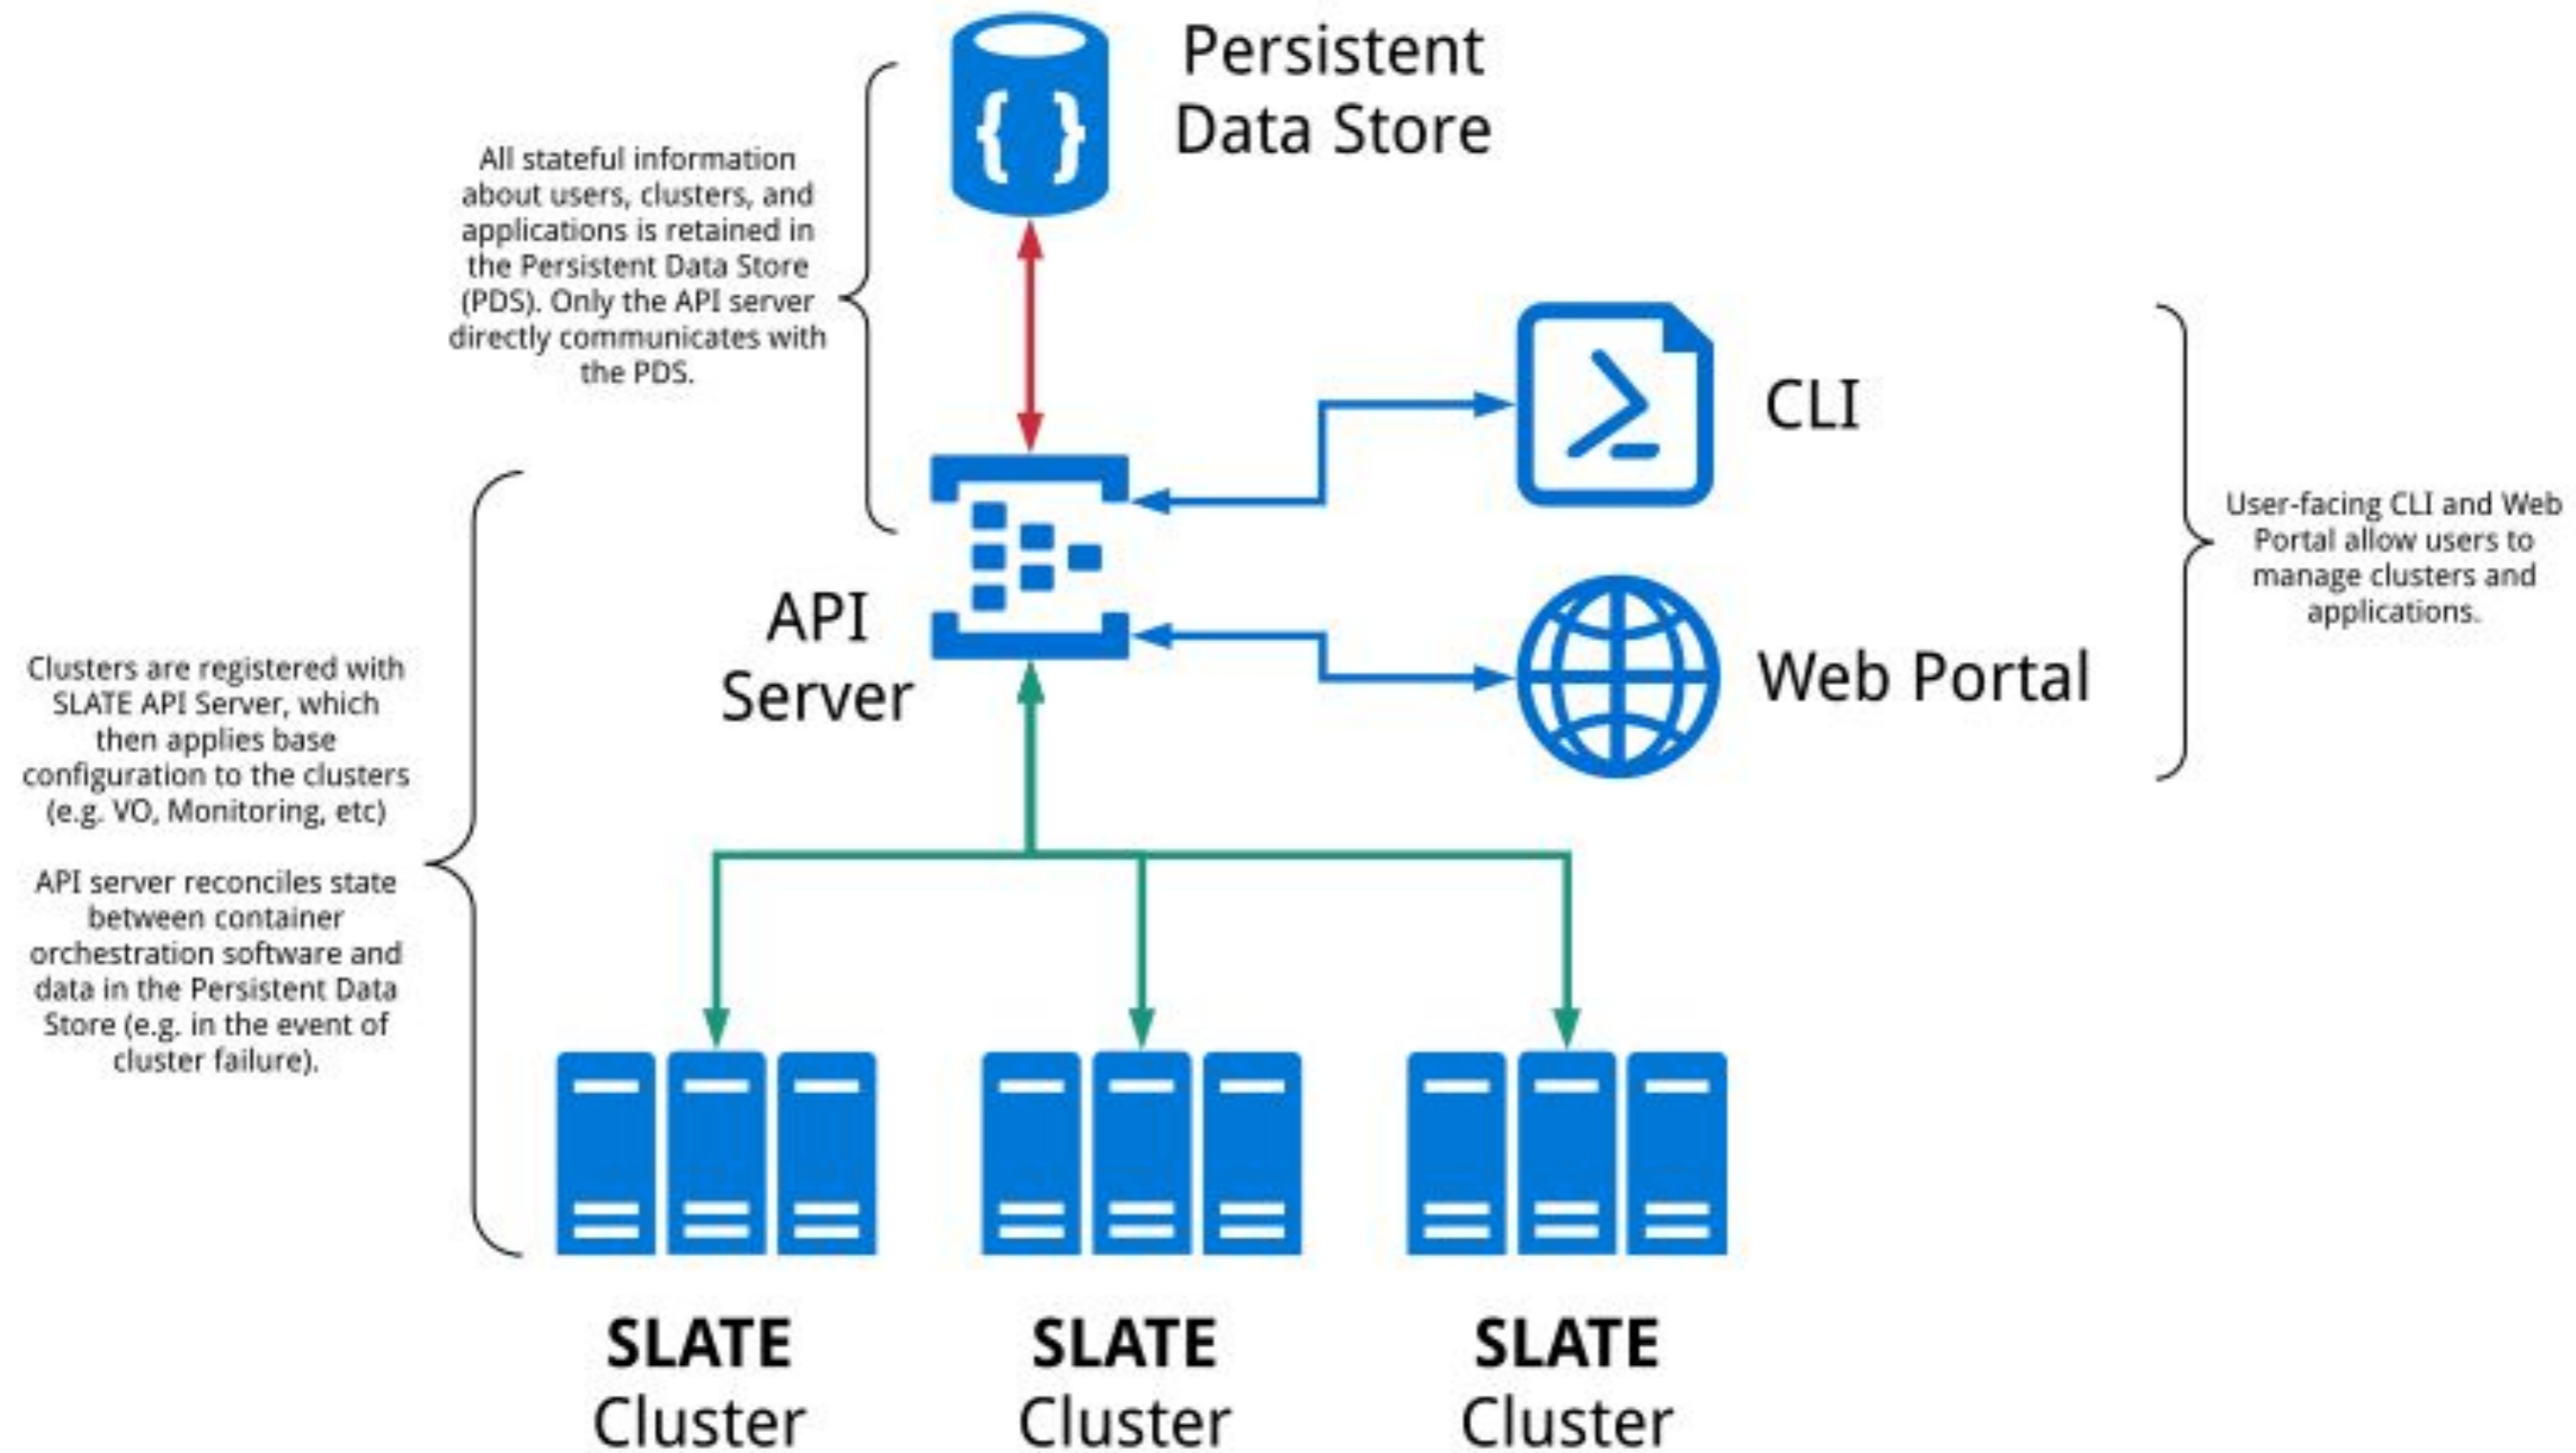 Persistent
Data Store
All stateful information
about users, clusters, and
applications is retained in
the Persistent Data Store
(PDS). Only the API server
directly communicates with
the PDS.
CLI
User-facing CLI and Web
Portal allow users to
manage clusters and
applications.
API
Server
Web Portal
Clusters are registered with
SLATE API Server, which
then applies base
configuration to the clusters
(e.g. VO, Monitoring, etc)
API server reconciles state
between container
orchestration software and
data in the Persistent Data
Store (e.g. in the event of
cluster failure).
SLATE
Cluster
SLATE
Cluster
SLATE
Cluster